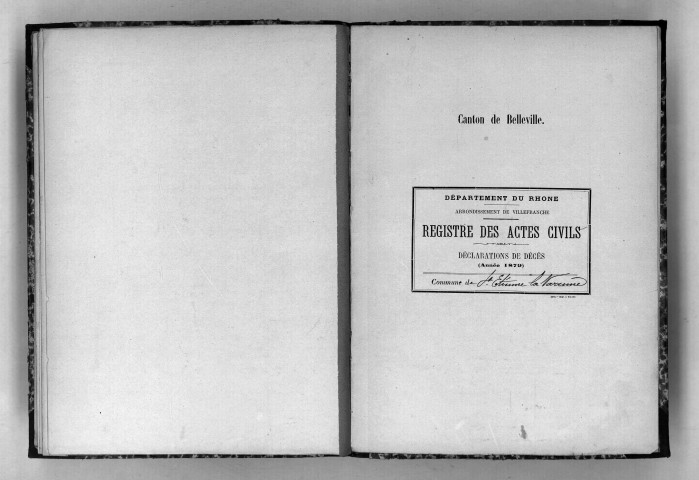 Canton de Belleville.
DÉPARTEMENT DU RHONE
ARRONDISSEMENT DE VILLEFRANCHE
REGISTRE DES ACTES CIVILS
DÉCLARATIONS DE DÉCÈS
(Année 1879)
Commune de St Etienne la Varenne